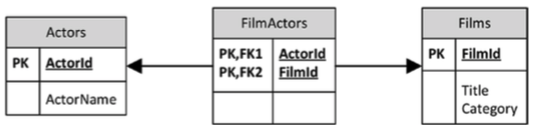 Actors
PK ActorId
ActorName
FilmActors
PK,FK1 ActorId
PK,FK2 FilmId
Films
PK FilmId
Title
Category